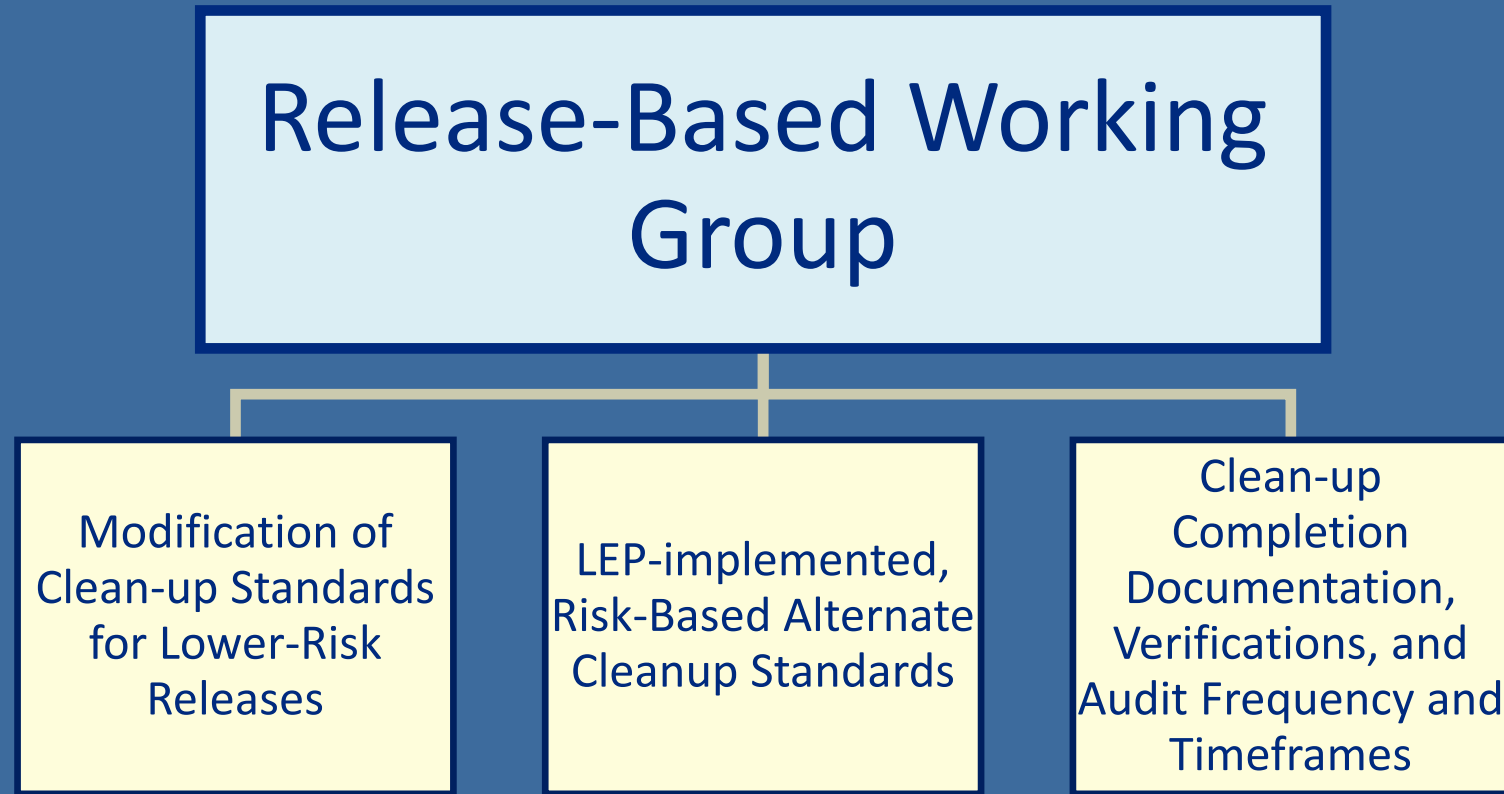 Release-Based Working
Group
Modification of
Clean-up Standards
for Lower-Risk
Releases
LEP-implemented,
Risk-Based Alternate
Cleanup Standards
Clean-up
Completion
Documentation,
Verifications, and
Audit Frequency and
Timeframes